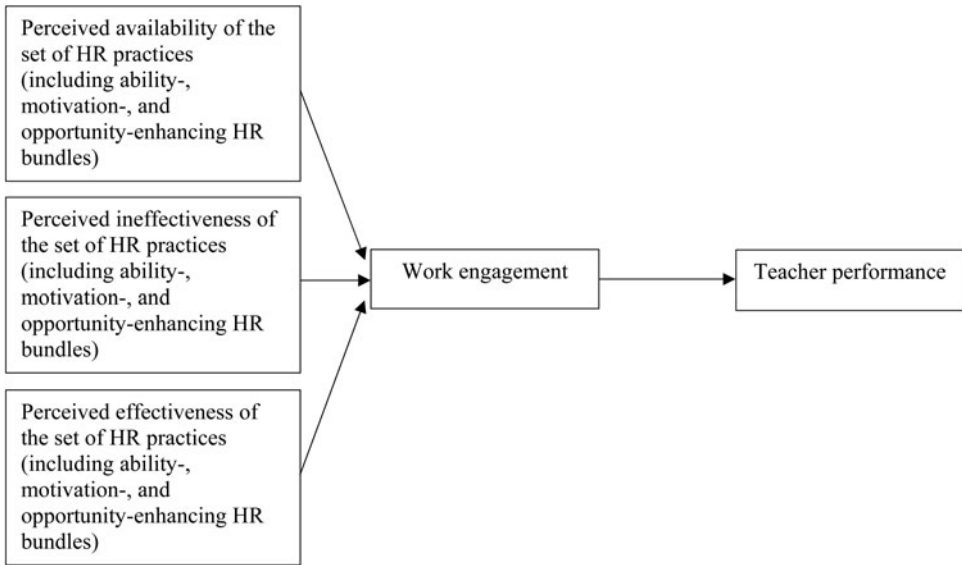 Perceived availability of the
set of HR practices
(including ability-,
motivation-, and
opportunity-enhancing HR
bundles)
Perceived ineffectiveness of
the set of HR practices
(including ability-,
motivation-, and
opportunity-enhancing HR
bundles)
Work engagement
Teacher performance
Perceived effectiveness of
the set of HR practices
(including ability-,
motivation-, and
opportunity-enhancing HR
bundles)